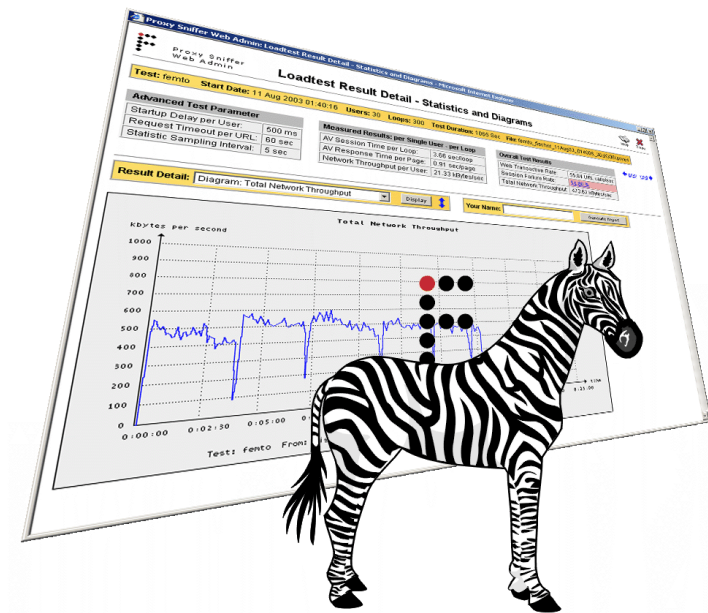 Proxy Sniffer Web Admin: Loadtest Result Detail - Statistics and Diagrams - Microsoft Internet Explorer
Proxy Sniffer
Web Admin
Loadtest Result Detail - Statistics and Diagrams
Test: femto Start Date: 11 Aug 2003 01:40:16 Users: 30 Loops: 300 Test Duration: 1065 Sec File:
Advanced Test Parameter
Startup Delay per User: 500 ms
Request Timeout per URL: 60 sec
Statistic Sampling Interval: 5 sec
Measured Results: per Single User - per Loop
AV Session Time per Loop: 3.66 sec/loop
AV Response Time per Page: 0.91 sec/page
Network Throughput per User: 21.33 kBytes/sec
Overall Test Results
Web Transaction Rate
Session Failure Rate:
Total Network Throughput
Result Detail: Diagram: Total Network Throughput Display
Your Name:
Total Network Throughput
kBytes per second
1000
900
800
700
600
500
400
300
200
100
0
0:00:00 0:02:30 0:05:00
time
Test: femto From: